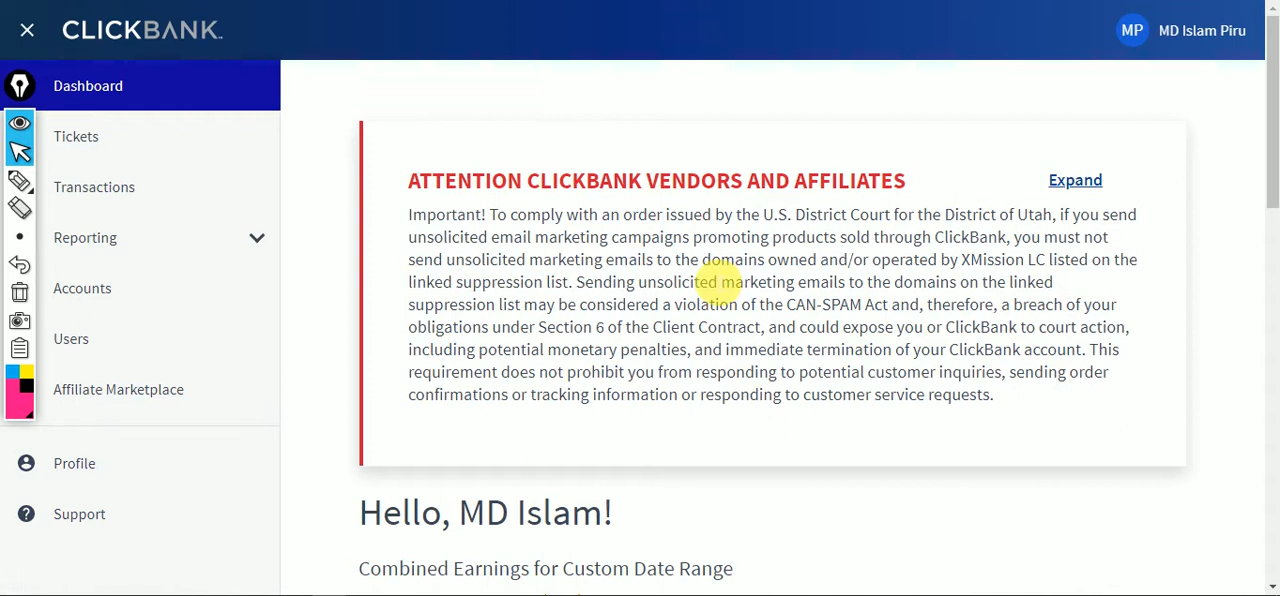 CLICKBANK.
MP MD Islam Piru
Dashboard
Tickets
Transactions
Reporting
Accounts
Users
Affiliate Marketplace
Profile
Support
ATTENTION CLICKBANK VENDORS AND AFFILIATES
Expand
Important! To comply with an order issued by the U.S. District Court for the District of Utah, if you send
unsolicited email marketing campaigns promoting products sold through ClickBank, you must not
send unsolicited marketing emails to the domains owned and/or operated by XMission LC listed on the
linked suppression list. Sending unsolicited marketing emails to the domains on the linked
suppression list may be considered a violation of the CAN-SPAM Act and, therefore, a breach of your
obligations under Section 6 of the Client Contract, and could expose you or ClickBank to court action,
including potential monetary penalties, and immediate termination of your ClickBank account. This
requirement does not prohibit you from responding to potential customer inquiries, sending order
confirmations or tracking information or responding to customer service requests.
Hello, MD Islam!
Combined Earnings for Custom Date Range